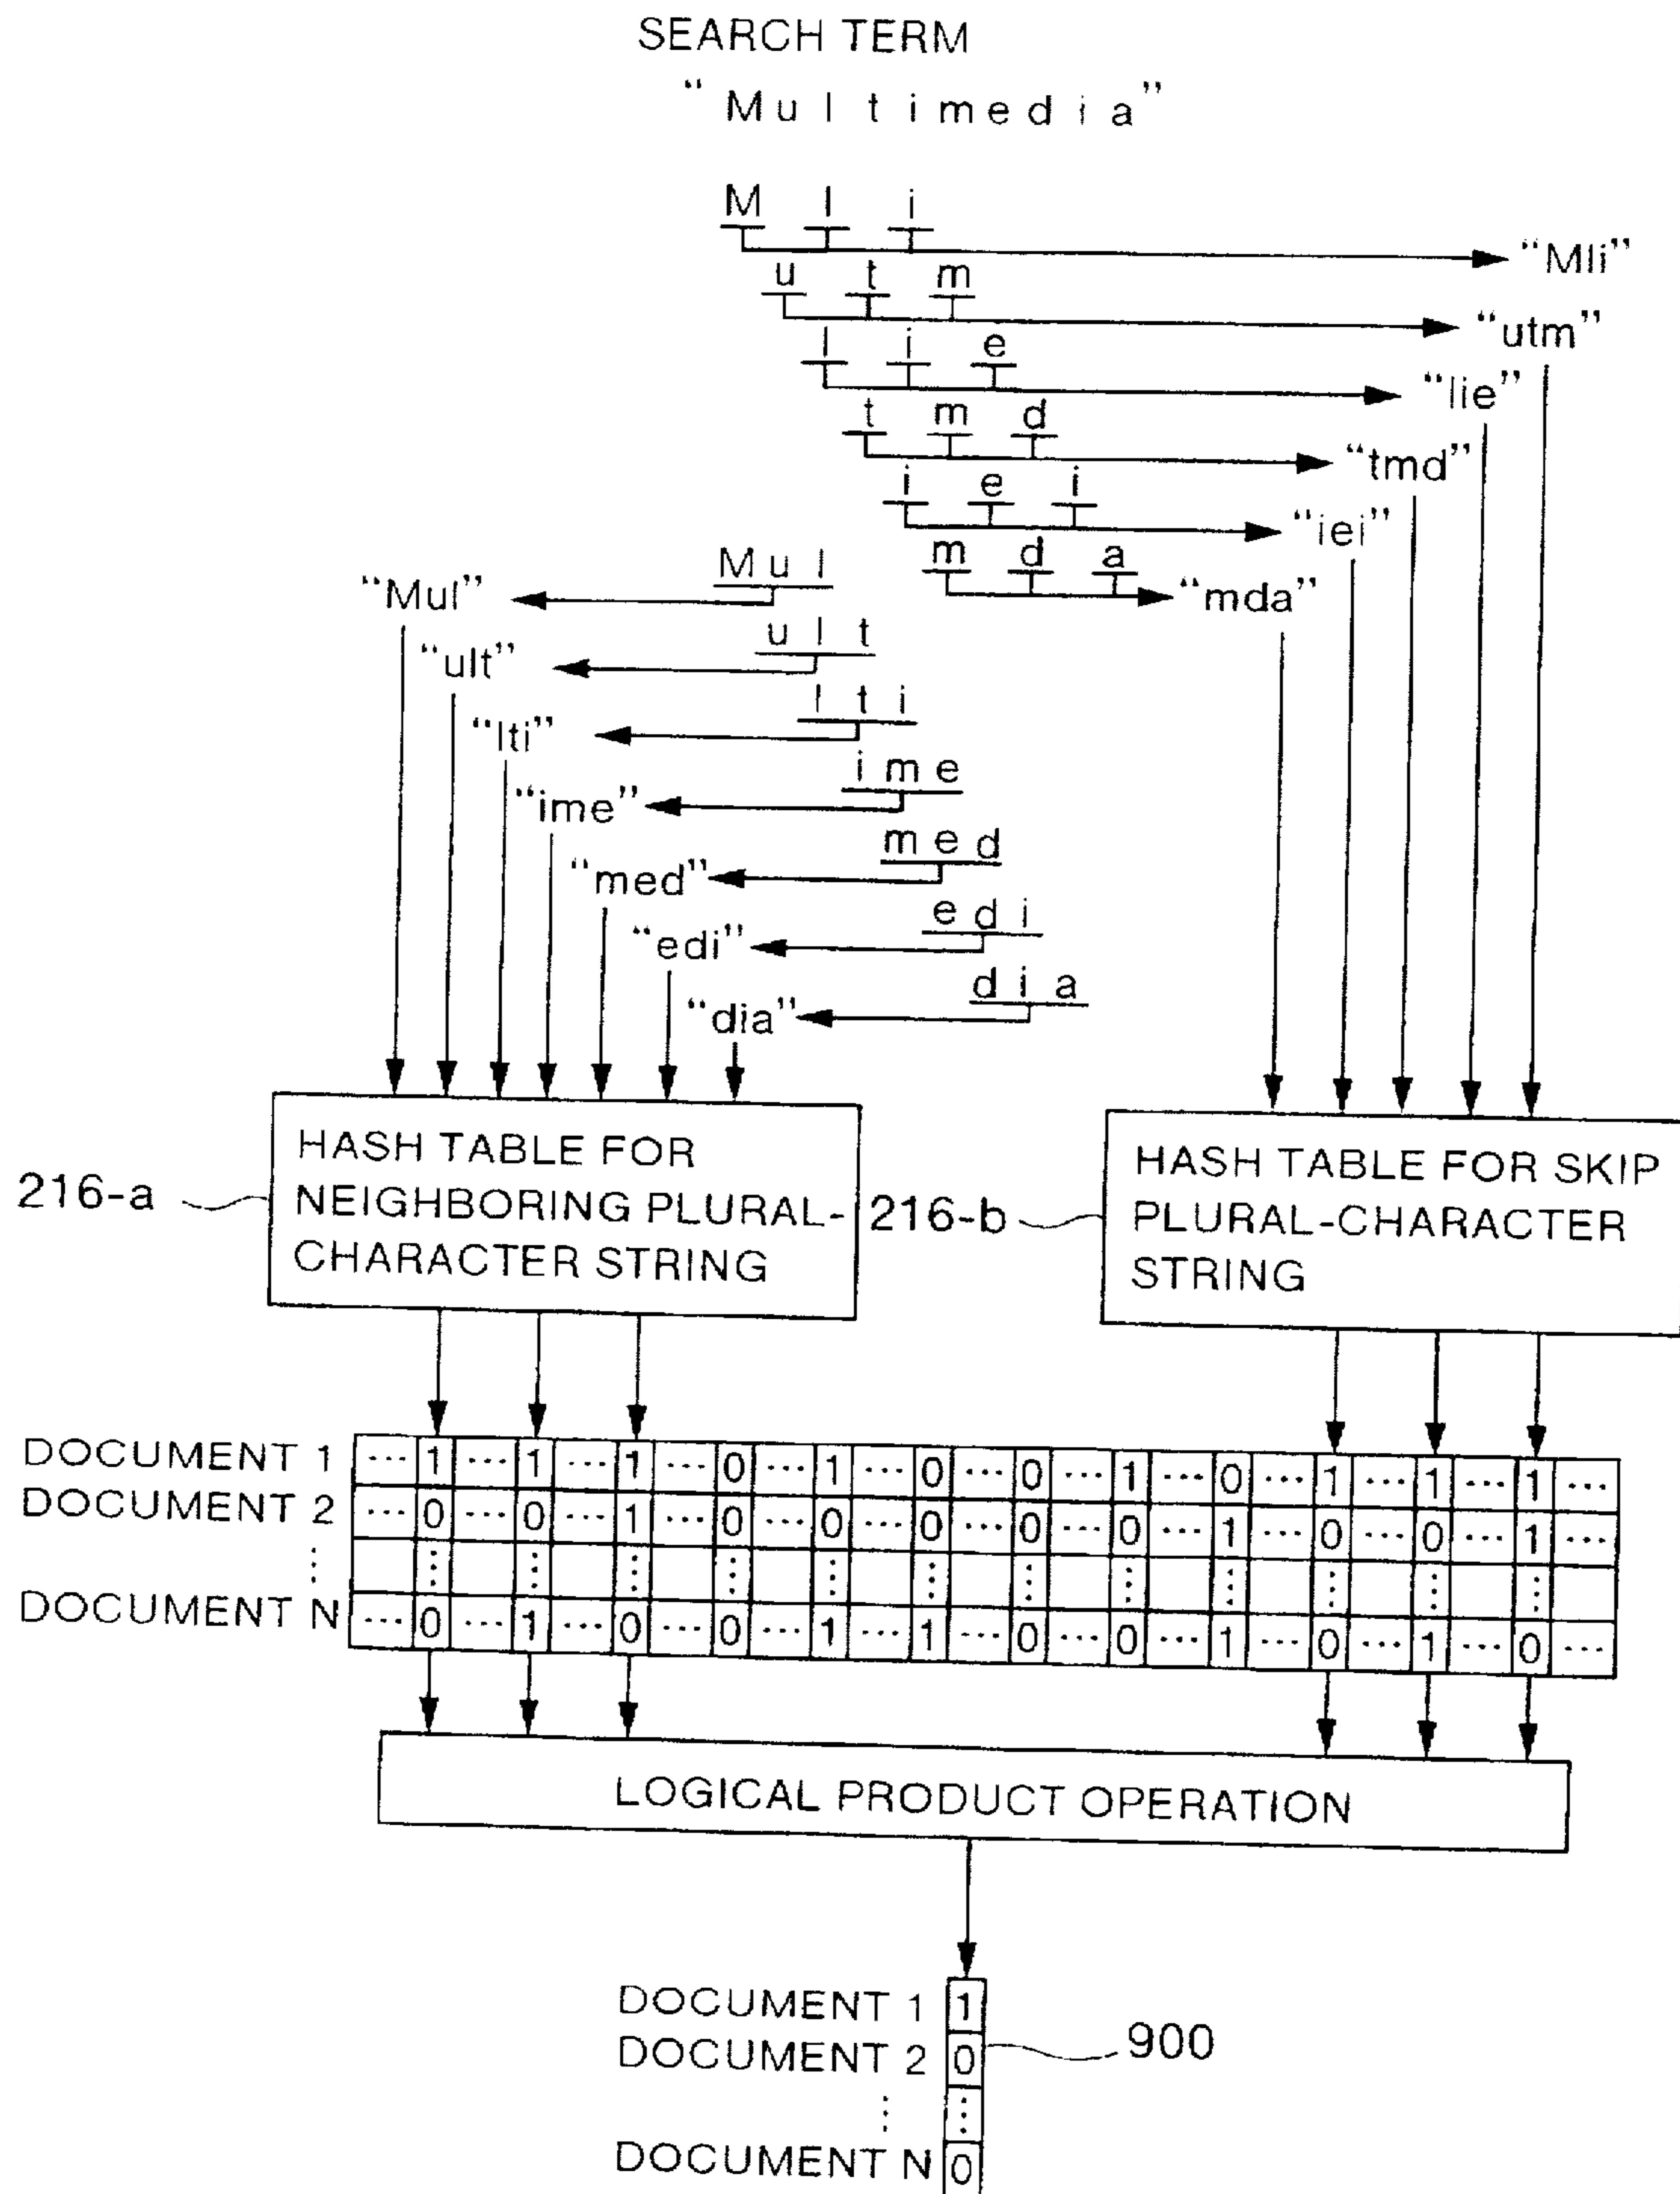 SEARCH TERM
“Multimedia”
M l i
“Mli”
u t m
“utm”
l i e
“lie”
t m d
“tmd”
i e i
“iei”
m d a
“mda”
M u l
“Mul”
u l t
“ult”
l t i
“lti”
i m e
“ime”
m e d
“med”
e d i
“edi”
d i a
“dia”
216-a
HASH TABLE FOR
NEIGHBORING PLURAL-
CHARACTER STRING
216-b
HASH TABLE FOR SKIP
PLURAL-CHARACTER
STRING
DOCUMENT 1 ... 1 ... 1 ... 1 ... 0 ... 1 ... 0 ... 0 ... 1 ... 0 ... 1 ... 1 ... 1 ...
DOCUMENT 2 ... 0 ... 0 ... 1 ... 0 ... 0 ... 0 ... 0 ... 0 ... 1 ... 0 ... 0 ... 1 ...
⋮ ⋮ ⋮ ⋮ ⋮ ⋮ ⋮ ⋮ ⋮ ⋮ ⋮ ⋮ ⋮
DOCUMENT N ... 0 ... 1 ... 0 ... 0 ... 1 ... 1 ... 0 ... 0 ... 1 ... 0 ... 1 ... 0 ...
LOGICAL PRODUCT OPERATION
DOCUMENT 1 1
DOCUMENT 2 0
900
⋮ ⋮
DOCUMENT N 0